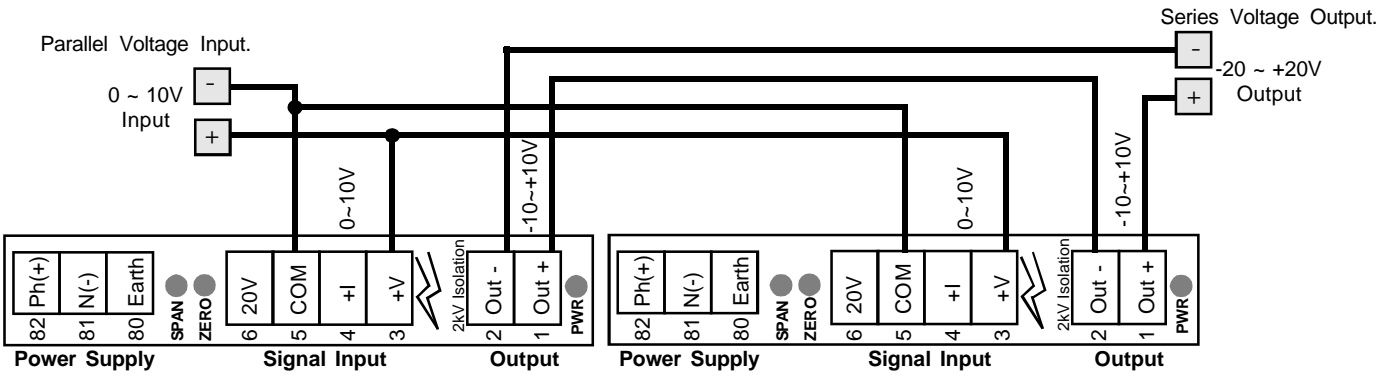 Series Voltage Output.
Parallel Voltage Input.
-
-20 ~ +20V
Output
+
-
0 ~ 10V
Input
+
0~10V
-10~+10V
0~10V
-10~+10V
82 Ph(+)
81 N(-)
80 Earth
SPAN
ZERO
6 20V
5 COM
4 +I
3 +V
2kV Isolation
2 Out -
1 Out +
PWR
82 Ph(+)
81 N(-)
80 Earth
SPAN
ZERO
6 20V
5 COM
4 +I
3 +V
2kV Isolation
2 Out -
1 Out +
PWR
Power Supply
Signal Input
Output
Power Supply
Signal Input
Output